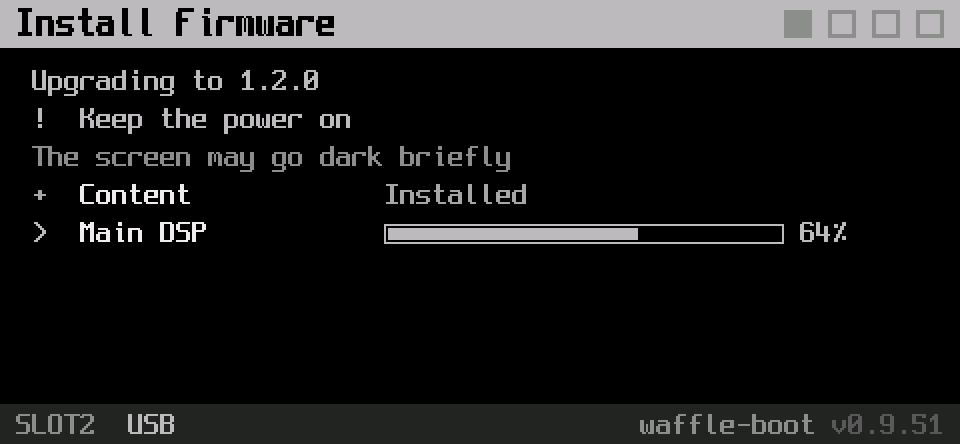 Install Firmware
Upgrading to 1.2.0
! Keep the power on
The screen may go dark briefly
+ Content Installed
> Main DSP 64%
SLOT2 USB waffle-boot v0.9.51